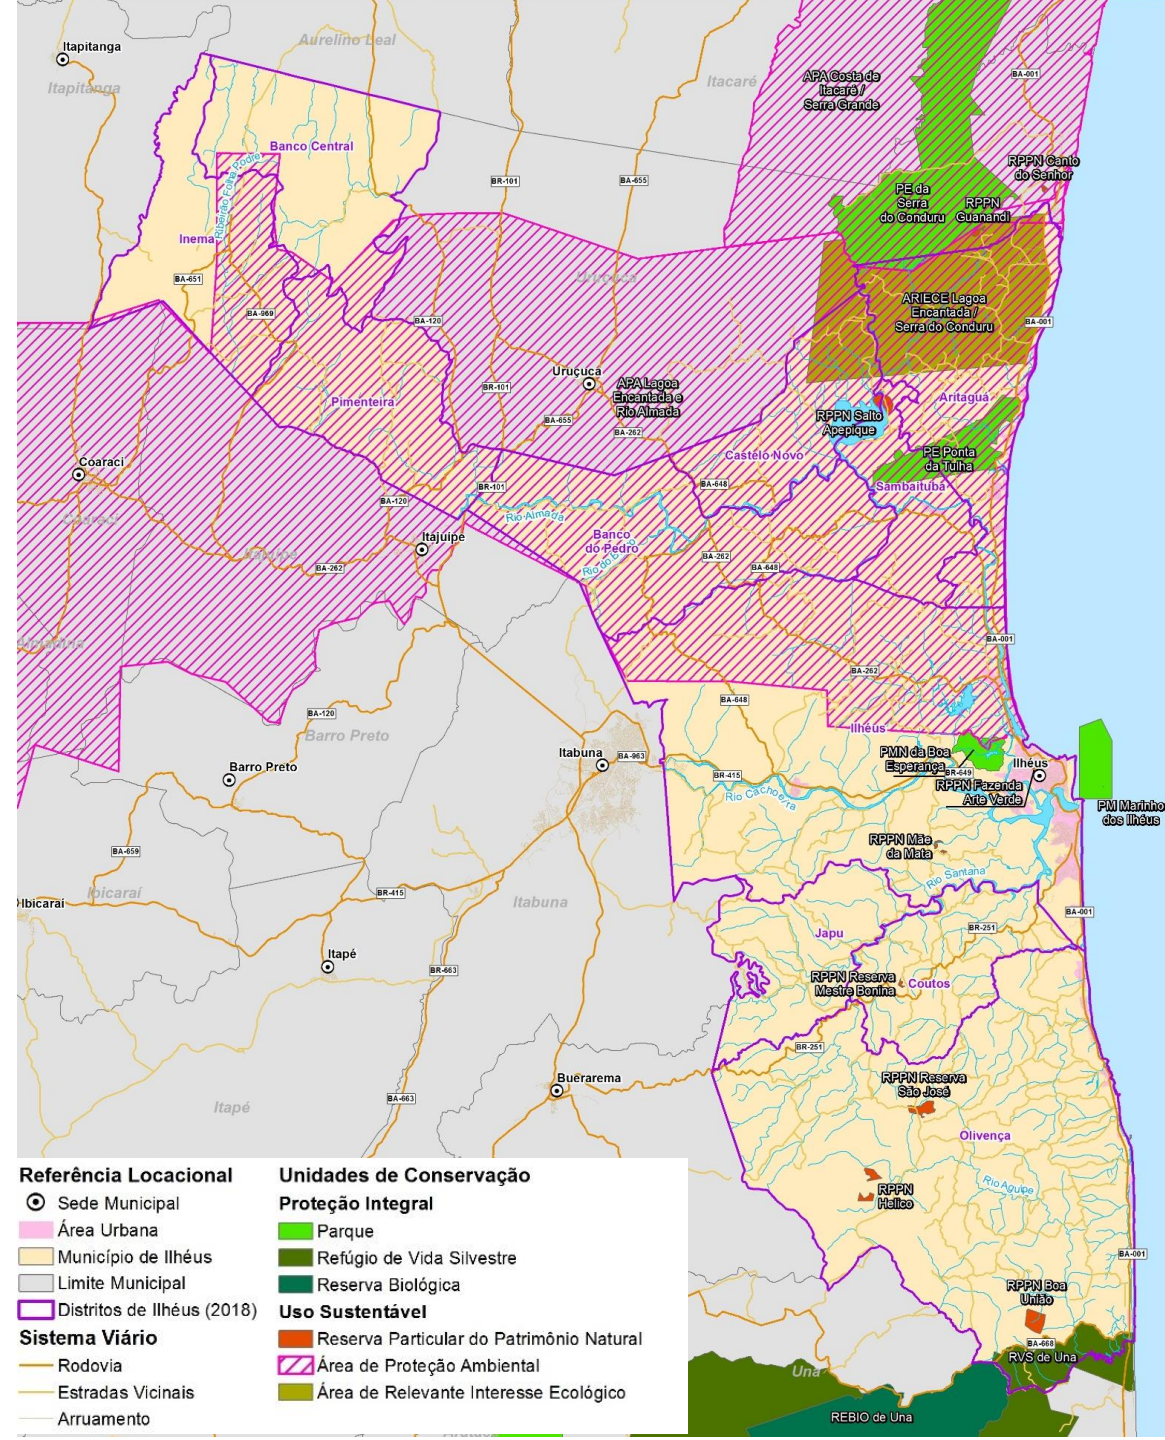 Itapitanga
Itapitanga
Aurelino Leal
Itacaré
APA Costa de
Itacaré /
Serra Grande
BA-001
Banco Central
Ribeirão Folha Podre
BR-101
BA-655
RPPN Canto
do Senhor
PE da
Serra
do Conduru
RPPN
Guanandi
Inema
BA-651
BA-969
Uruçuca
ARIECE Lagoa
Encantada /
Serra do Conduru
BA-001
BA-120
Uruçuca
BR-101
APA Lagoa
Encantada e
Rio Almada
Pimenteira
BA-655
BA-262
RPPN Salto
Apepique
Aritaguá
PE Ponta
da Tulha
Castelo Novo
Sambaituba
Coaraci
Coaraci
BR-101
BA-648
BA-120
Rio Almada
Itajuípe
Itajuípe
BA-262
Banco
do Pedro
Rio do Braço
BA-262
BA-648
Almadina
BA-001
BA-262
BA-648
BA-120
Barro Preto
Ilhéus
Itabuna
BA-963
PMN da Boa
Esperança
BR-649
Ilhéus
Barro Preto
BR-415
Rio Cachoeira
RPPN Fazenda
Arte Verde
PM Marinho
dos Ilhéus
BA-659
RPPN Mãe
da Mata
Rio Santana
Ibicaraí
Ibicaraí
BR-415
Itabuna
BA-001
BR-251
Japu
Itapé
BR-663
RPPN Reserva
Mestre Bonina
Coutos
BR-251
Buerarema
RPPN Reserva
São José
BA-663
Itapé
Olivença
RPPN
Helico
Rio Aguipe
BA-001
RPPN Boa
União
BA-668
RVS de Una
Una
REBIO de Una
Referência Locacional
Sede Municipal
Área Urbana
Município de Ilhéus
Limite Municipal
Distritos de Ilhéus (2018)
Sistema Viário
Rodovia
Estradas Vicinais
Arruamento
Unidades de Conservação
Proteção Integral
Parque
Refúgio de Vida Silvestre
Reserva Biológica
Uso Sustentável
Reserva Particular do Patrimônio Natural
Área de Proteção Ambiental
Área de Relevante Interesse Ecológico